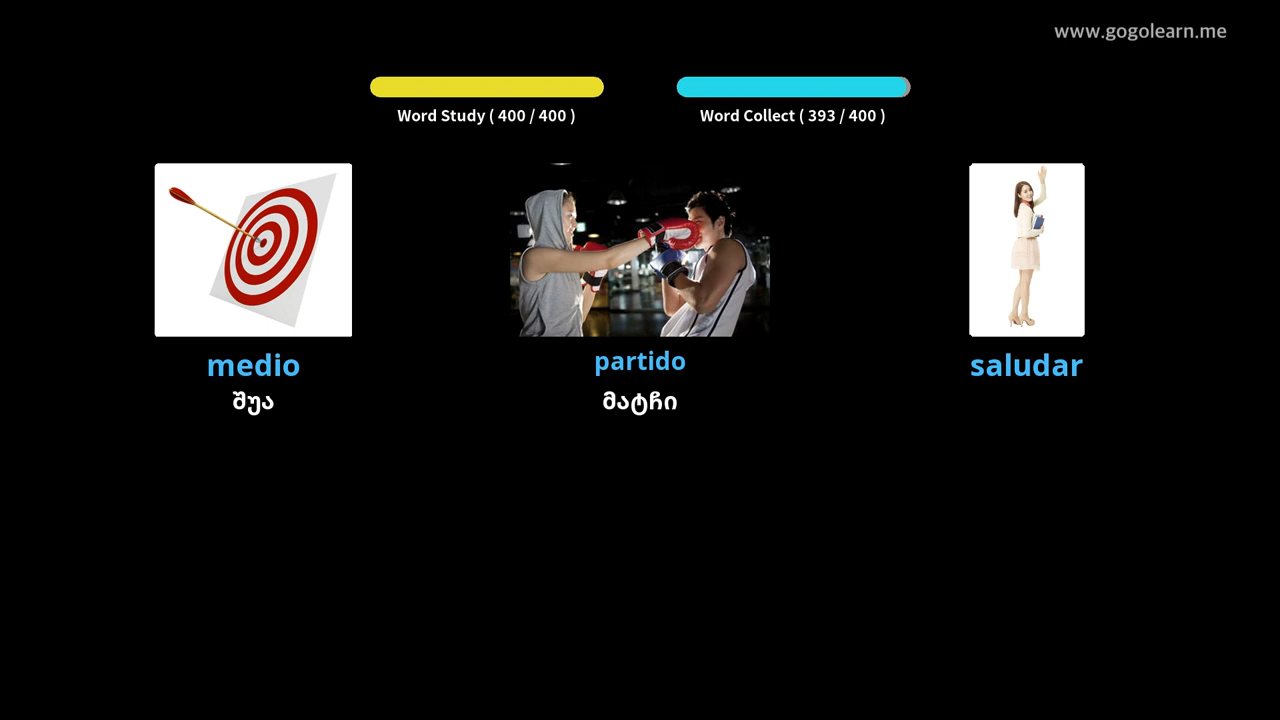 www.gogolearn.me
Word Study ( 400 / 400 )
Word Collect ( 393 / 400 )
medio
partido
saludar
შუა
მატჩი